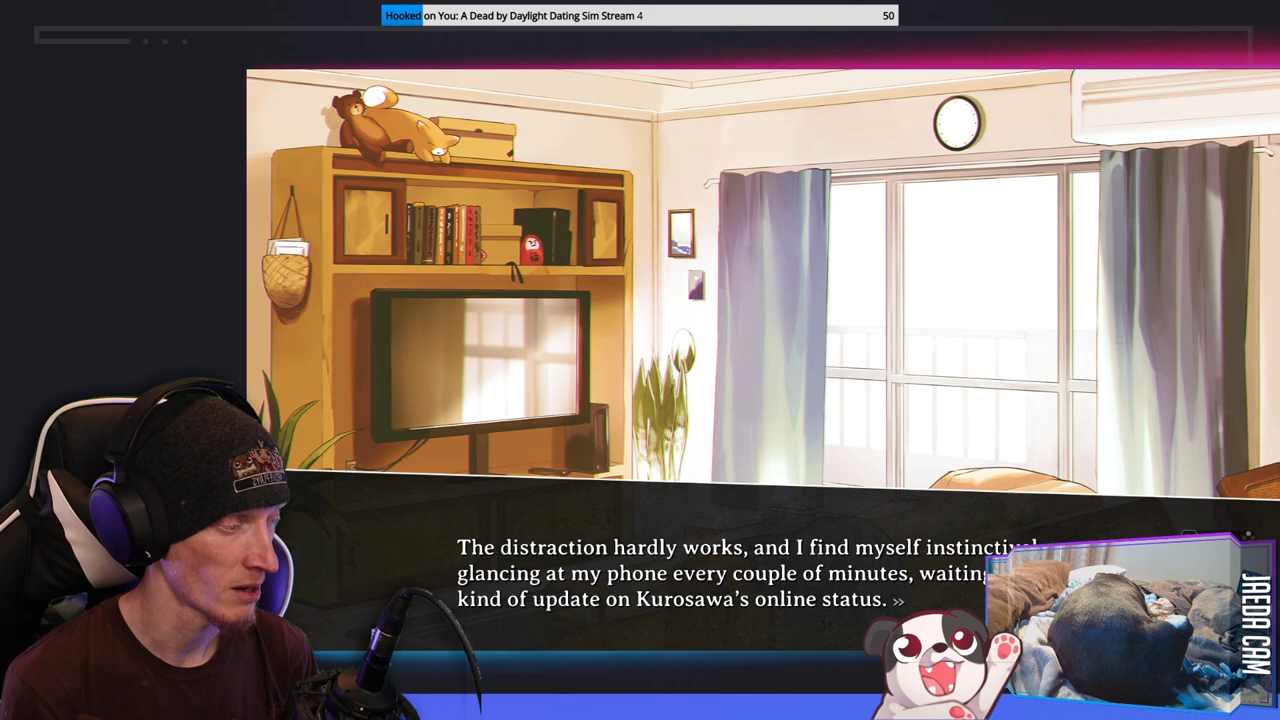 Hooked on You: A Dead by Daylight Dating Sim Stream 4
50
The distraction hardly works, and I find myself
glancing at my phone every couple of minutes, waiting
kind of update on Kurosawa’s online status. »
JAEDA CAM